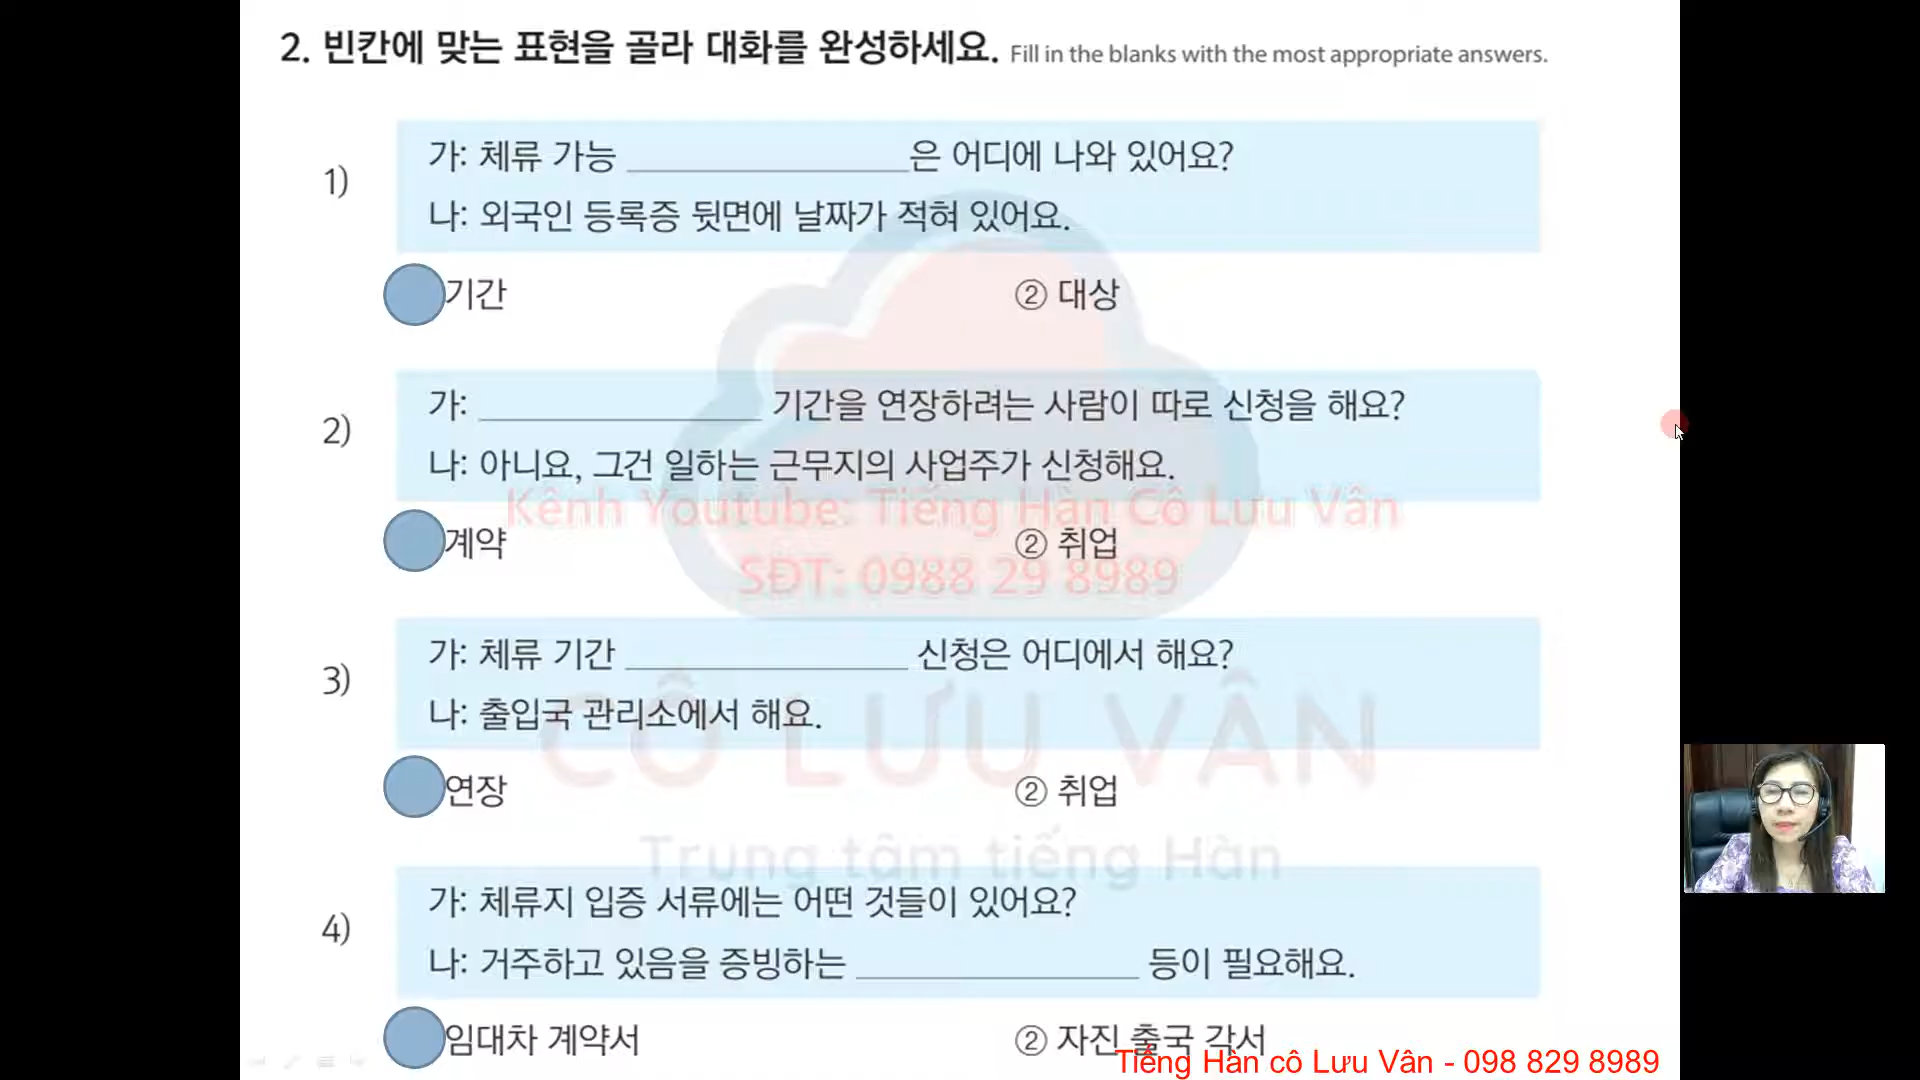 2. 빈칸에 맞는 표현을 골라 대화를 완성하세요. Fill in the blanks with the most appropriate answers.
1)
가: 체류 가능 ______________은 어디에 나와 있어요?
나: 외국인 등록증 뒷면에 날짜가 적혀 있어요.
기간 ② 대상
2)
가: ______________ 기간을 연장하려는 사람이 따로 신청을 해요?
나: 아니요, 그건 일하는 근무지의 사업주가 신청해요.
Kênh Youtube: Tiếng Hàn Cô Lưu Vân
계약 ② 취업
SĐT: 0988 29 8989
3)
가: 체류 기간 ______________ 신청은 어디에서 해요?
나: 출입국 관리소에서 해요.
CÔ LƯU VÂN
연장 ② 취업
Trung tâm tiếng Hàn
4)
가: 체류지 입증 서류에는 어떤 것들이 있어요?
나: 거주하고 있음을 증빙하는 ______________ 등이 필요해요.
임대차 계약서 ② 자진 출국 각서
Tiếng Hàn cô Lưu Vân - 098 829 8989